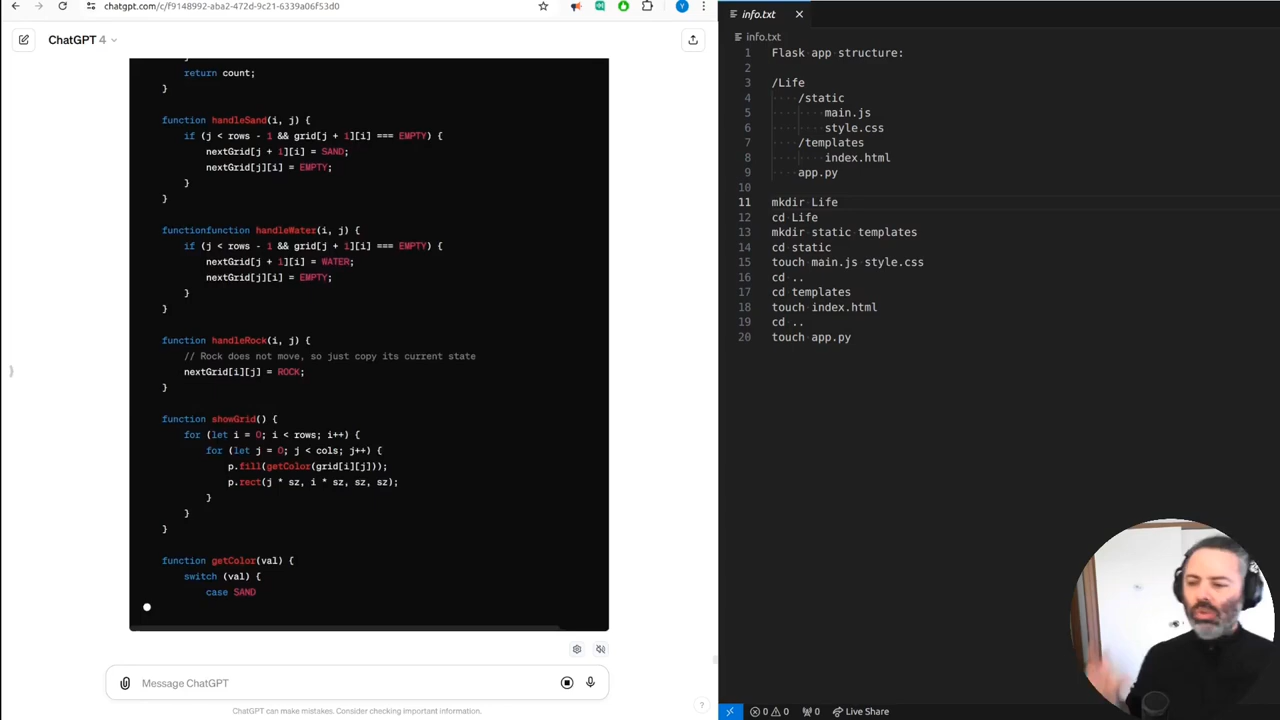 chatgpt.com/c/f9148992-aba2-472d-9c21-6339a06f53d0
ChatGPT 4
return count;
}
function handleSand(i, j) {
if (j < rows - 1 && grid[j + 1][i] === EMPTY) {
nextGrid[j + 1][i] = SAND;
nextGrid[j][i] = EMPTY;
}
}
functionfunction handleWater(i, j) {
if (j < rows - 1 && grid[j + 1][i] === EMPTY) {
nextGrid[j + 1][i] = WATER;
nextGrid[j][i] = EMPTY;
}
}
function handleRock(i, j) {
// Rock does not move, so just copy its current state
nextGrid[i][j] = ROCK;
}
function showGrid() {
for (let i = 0; i < rows; i++) {
for (let j = 0; j < cols; j++) {
p.fill(getColor(grid[i][j]));
p.rect(j * sz, i * sz, sz, sz);
}
}
}
function getColor(val) {
switch (val) {
case SAND
Message ChatGPT
ChatGPT can make mistakes. Consider checking important information.
?
Y
info.txt
info.txt
1 Flask app structure:
2
3 /Life
4 /static
5 main.js
6 style.css
7 /templates
8 index.html
9 app.py
10
11 mkdir Life
12 cd Life
13 mkdir static templates
14 cd static
15 touch main.js style.css
16 cd ..
17 cd templates
18 touch index.html
19 cd ..
20 touch app.py
0 0 0 Live Share